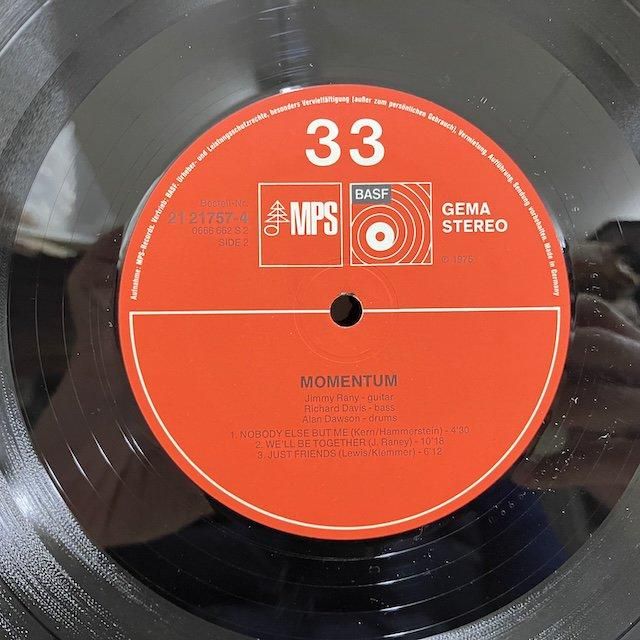 Aufnahme: MPS-Records, Vertrieb: BASF, Urheber- und Leistungsschutzrechte, besonders Vervielfältigung (außer zum persönlichen Gebrauch), Vermietung, Aufführung, Sendung vorbehalten. Made in Germany
33
Bestell-Nr.
21 21757-4
0666 662 S 2
SIDE 2
MPS
BASF
GEMA
STEREO
℗ 1975
MOMENTUM
Jimmy Rany - guitar
Richard Davis - bass
Alan Dawson - drums
1. NOBODY ELSE BUT ME (Kern/Hammerstein) - 4'30
2. WE'LL BE TOGETHER (J. Raney) - 10'18
3. JUST FRIENDS (Lewis/Klemmer) - 6'12